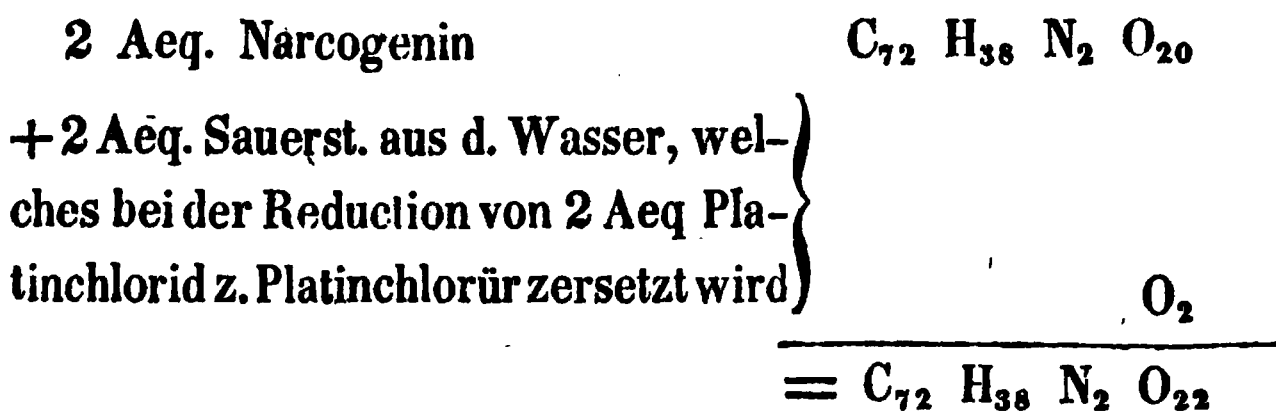 2 Aeq. Narcogenin C₇₂ H₃₈ N₂ O₂₀
+ 2 Aeq. Sauerst. aus d. Wasser, wel-
ches bei der Reduction von 2 Aeq Pla-
tinchlorid z. Platinchlorür zersetzt wird
O₂
= C₇₂ H₃₈ N₂ O₂₂